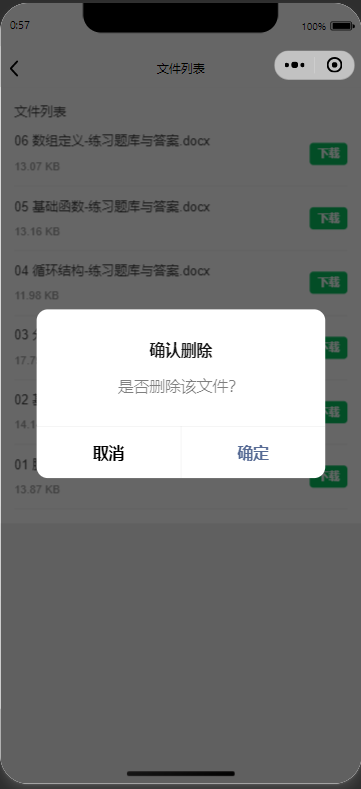 0:57
100%
文件列表
文件列表
06 数组定义-练习题库与答案.docx
13.07 KB
下载
05 基础函数-练习题库与答案.docx
13.16 KB
下载
04 循环结构-练习题库与答案.docx
11.98 KB
下载
03
17.7
下载
02
14.1
下载
01
13.87 KB
下载
确认删除
是否删除该文件?
取消
确定